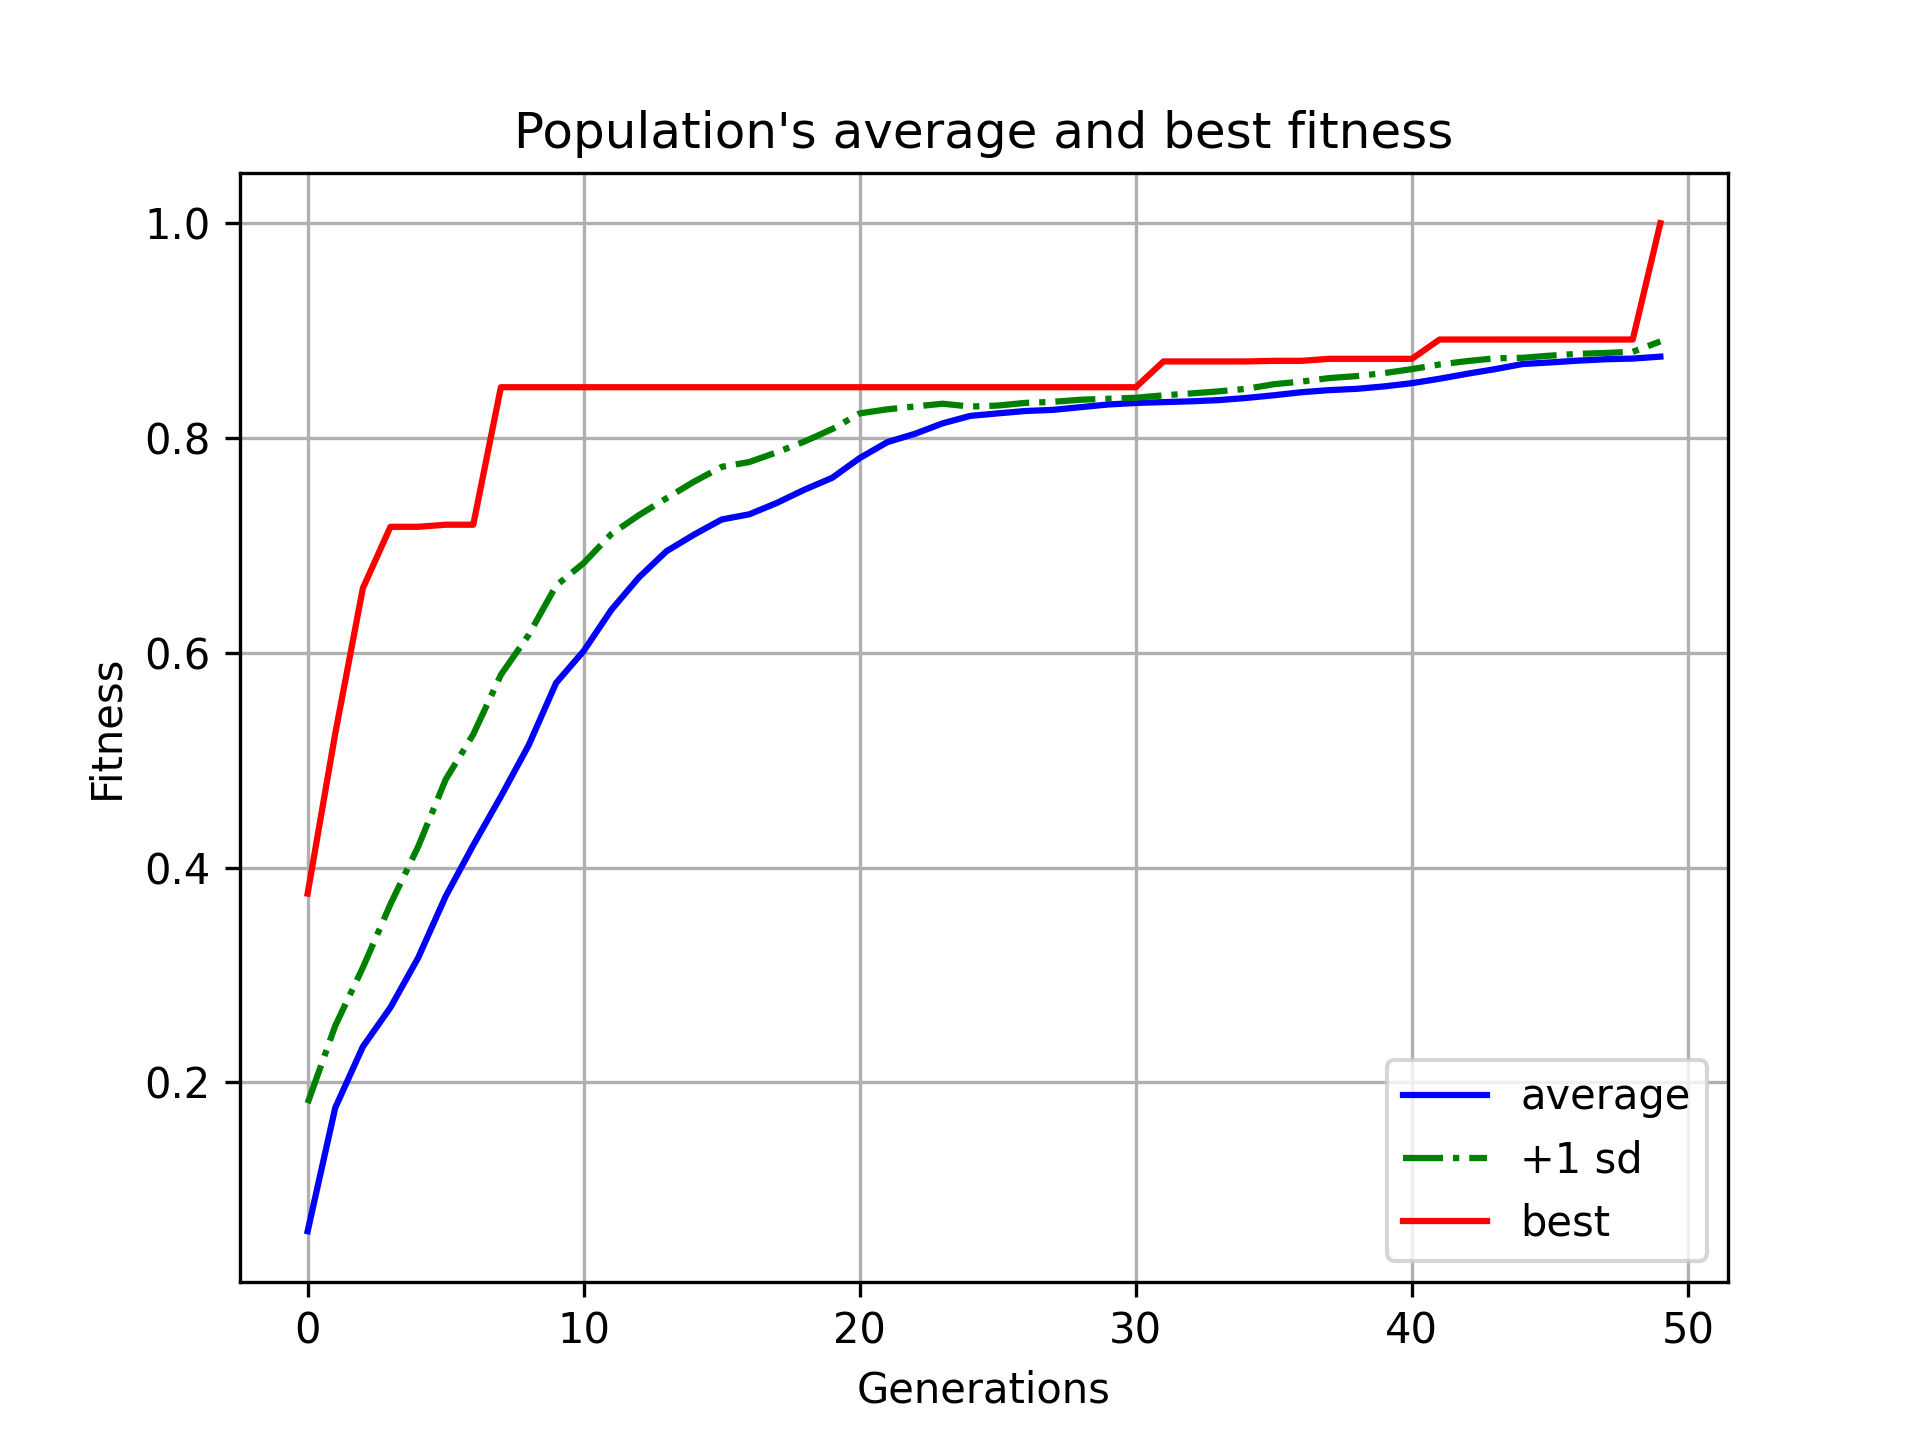 Population's average and best fitness
Fitness
1.0
0.8
0.6
0.4
0.2
average
+1 sd
best
0 10 20 30 40 50
Generations